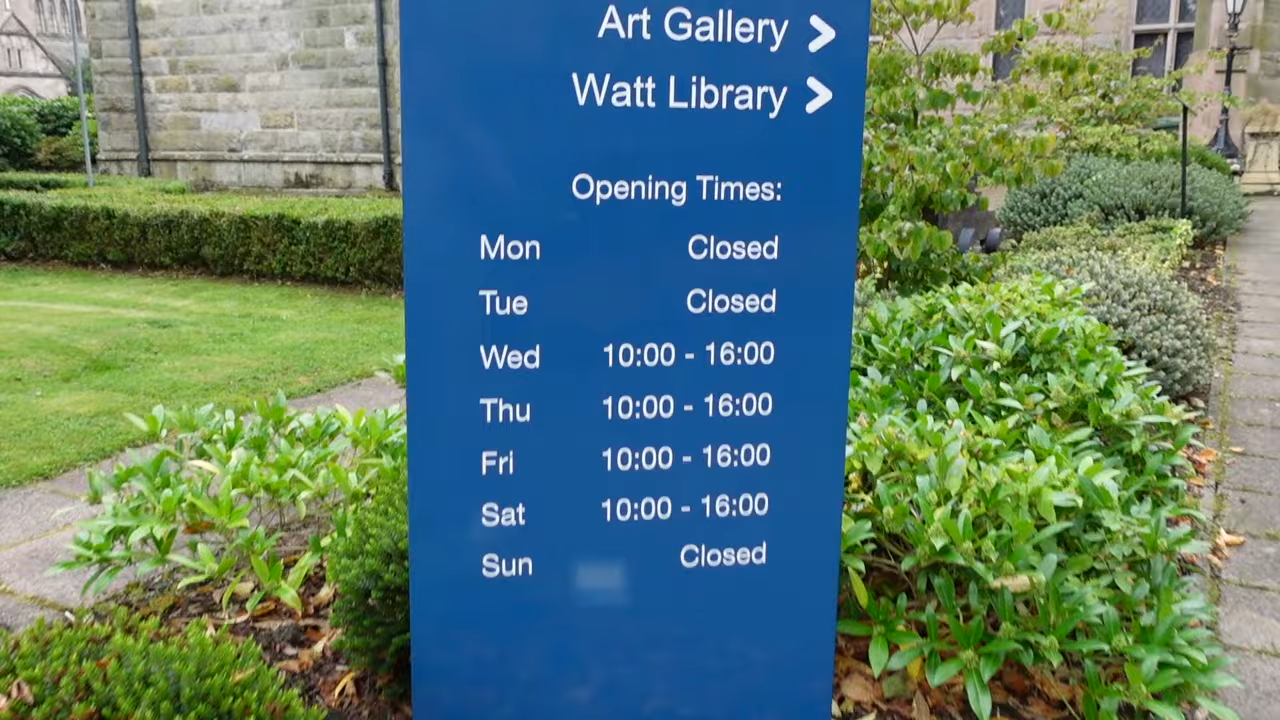 Art Gallery
Watt Library
Opening Times:
Mon Closed
Tue Closed
Wed 10:00 - 16:00
Thu 10:00 - 16:00
Fri 10:00 - 16:00
Sat 10:00 - 16:00
Sun Closed